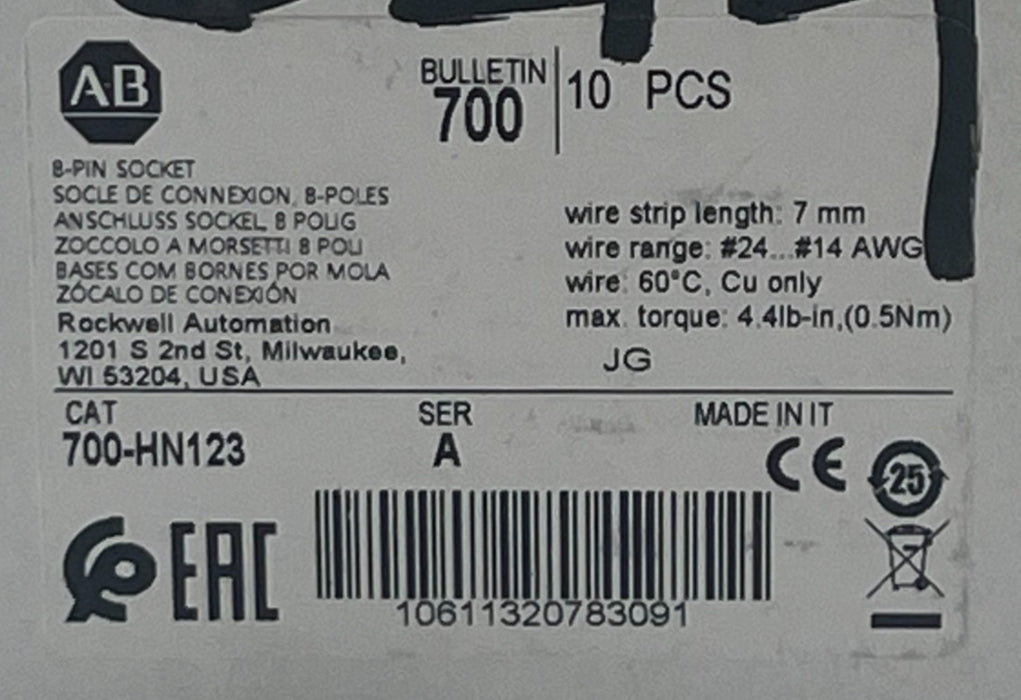 AB
BULLETIN
700
10 PCS
8-PIN SOCKET
SOCLE DE CONNEXION, 8-POLES
ANSCHLUSS SOCKEL 8 POLIG
ZOCCOLO A MORSETTI 8 POLI
BASES COM BORNES POR MOLA
ZÓCALO DE CONEXIÓN
Rockwell Automation
1201 S 2nd St, Milwaukee,
WI 53204, USA
wire strip length: 7 mm
wire range: #24...#14 AWG
wire: 60°C, Cu only
max. torque: 4.4lb-in,(0.5Nm)
JG
CAT
700-HN123
SER
A
MADE IN IT
CE
25
EAC
10611320783091